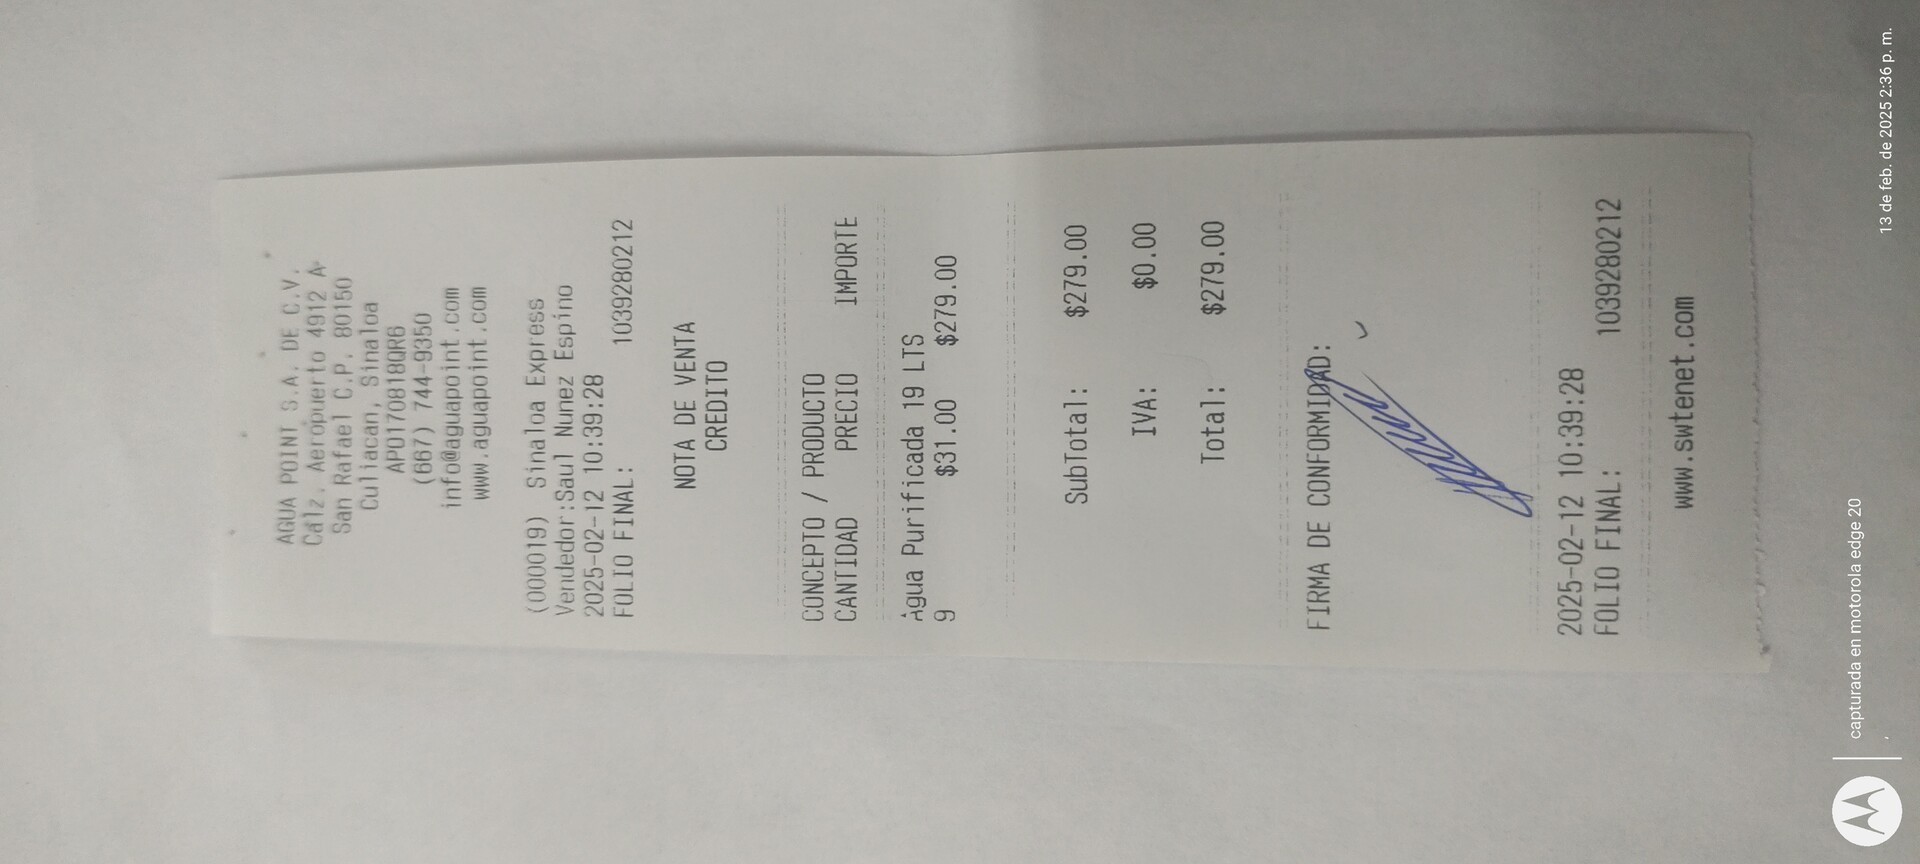 AGUA POINT S.A. DE C.V.
Calz. Aeropuerto 4912 A
San Rafael C.P. 80150
Culiacan, Sinaloa
APO170818QR6
(667) 744-9350
info@aguapoint.com
www.aguapoint.com
(000019) Sinaloa Express
Vendedor:Saul Nunez Espino
2025-02-12 10:39:28
FOLIO FINAL: 1039280212
NOTA DE VENTA
CREDITO
CONCEPTO / PRODUCTO
CANTIDAD PRECIO IMPORTE
Agua Purificada 19 LTS
9 $31.00 $279.00
SubTotal: $279.00
IVA: $0.00
Total: $279.00
FIRMA DE CONFORMIDAD:
2025-02-12 10:39:28
FOLIO FINAL: 1039280212
www.swtenet.com
capturada en motorola edge 20
13 de feb. de 2025 2:36 p. m.